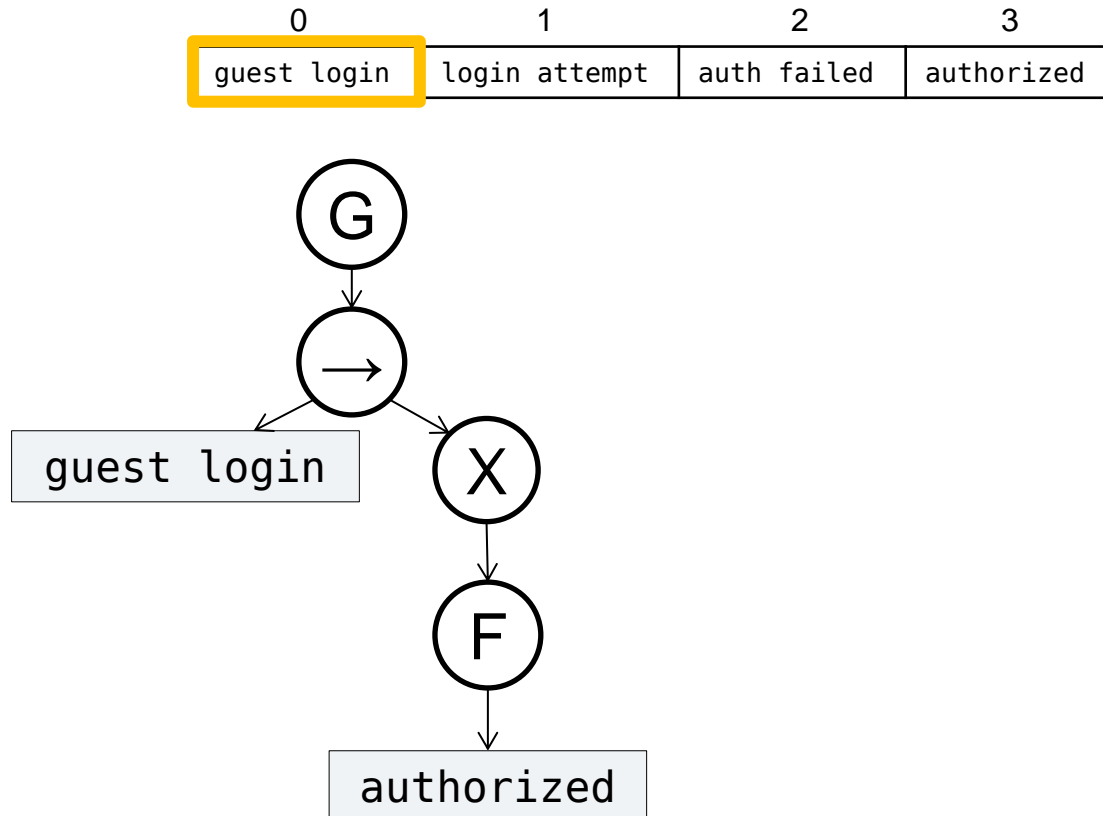 0 1 2 3
guest login login attempt auth failed authorized
G
→
guest login
X
F
authorized